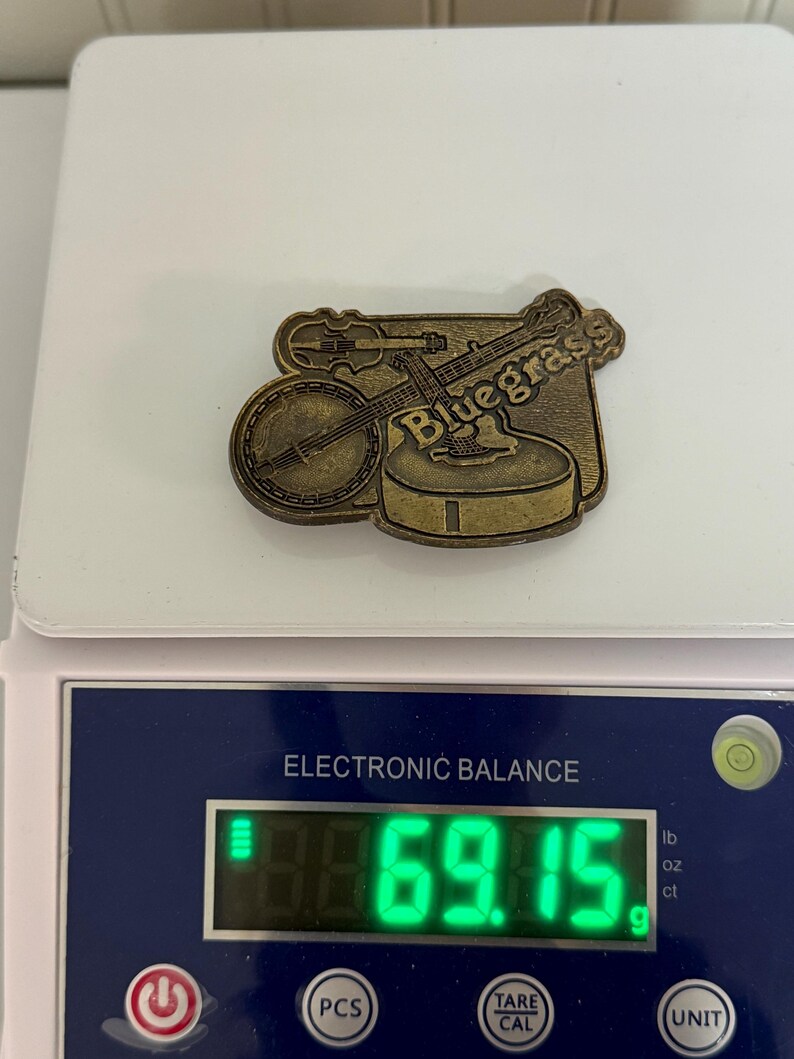 Bluegrass
ELECTRONIC BALANCE
69.15 g
lb
oz
ct
PCS
TARE
CAL
UNIT